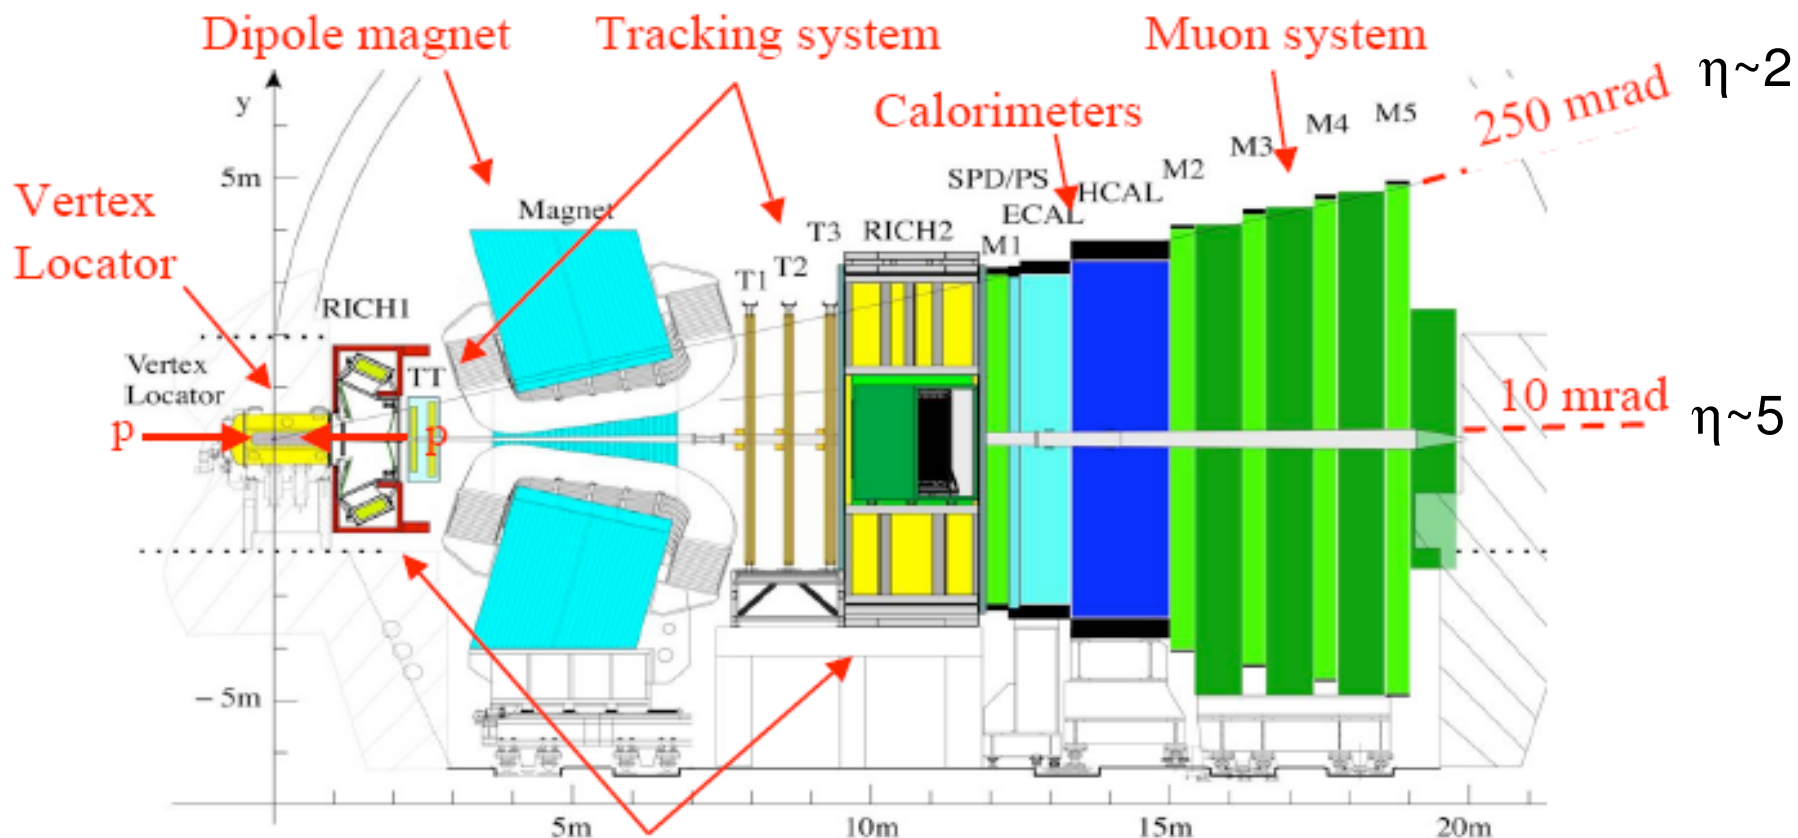 Dipole magnet
Tracking system
Muon system
η~2
250 mrad
Calorimeters
y
M5
M4
M3
M2
5m
SPD/PS
HCAL
ECAL
Vertex
Locator
Magnet
T3
RICH2
M1
T2
T1
RICH1
Vertex
Locator
TT
10 mrad
η~5
p
p
− 5m
5m
10m
15m
20m